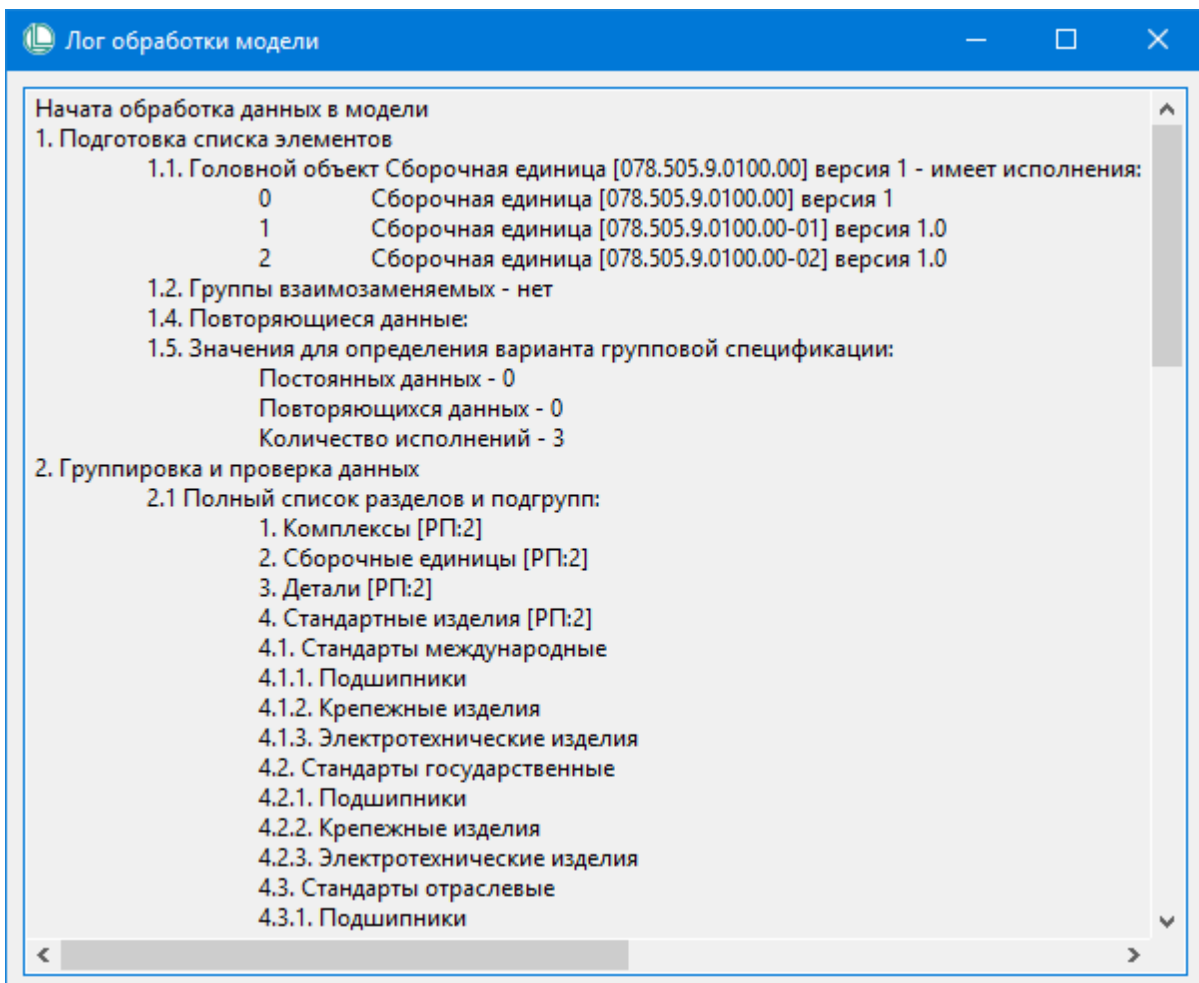 Лог обработки модели
Начата обработка данных в модели
1. Подготовка списка элементов
1.1. Головной объект Сборочная единица [078.505.9.0100.00] версия 1 - имеет исполнения:
0 Сборочная единица [078.505.9.0100.00] версия 1
1 Сборочная единица [078.505.9.0100.00-01] версия 1.0
2 Сборочная единица [078.505.9.0100.00-02] версия 1.0
1.2. Группы взаимозаменяемых - нет
1.4. Повторяющиеся данные:
1.5. Значения для определения варианта групповой спецификации:
Постоянных данных - 0
Повторяющихся данных - 0
Количество исполнений - 3
2. Группировка и проверка данных
2.1 Полный список разделов и подгрупп:
1. Комплексы [РП:2]
2. Сборочные единицы [РП:2]
3. Детали [РП:2]
4. Стандартные изделия [РП:2]
4.1. Стандарты международные
4.1.1. Подшипники
4.1.2. Крепежные изделия
4.1.3. Электротехнические изделия
4.2. Стандарты государственные
4.2.1. Подшипники
4.2.2. Крепежные изделия
4.2.3. Электротехнические изделия
4.3. Стандарты отраслевые
4.3.1. Подшипники